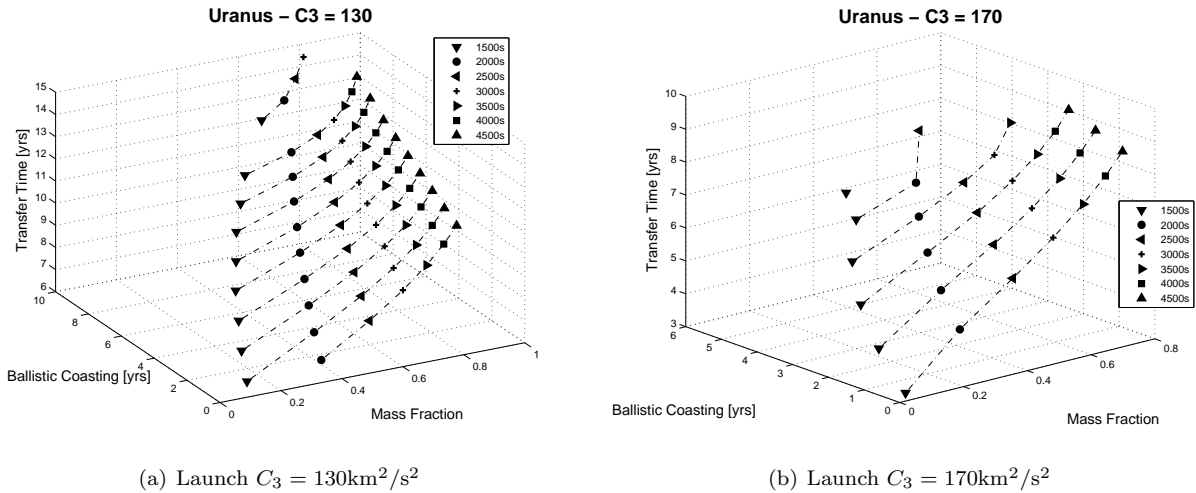 Uranus – C3 = 130
1500s
2000s
2500s
3000s
3500s
4000s
4500s
15
14
13
12
11
10
9
8
7
6
Transfer Time [yrs]
10
8
6
4
2
0
Ballistic Coasting [yrs]
0
0.2
0.4
0.6
0.8
1
Mass Fraction
(a) Launch C₃ = 130km²/s²
Uranus – C3 = 170
1500s
2000s
2500s
3000s
3500s
4000s
4500s
10
9
8
7
6
5
4
3
Transfer Time [yrs]
6
5
4
3
2
1
0
Ballistic Coasting [yrs]
0
0.2
0.4
0.6
0.8
Mass Fraction
(b) Launch C₃ = 170km²/s²